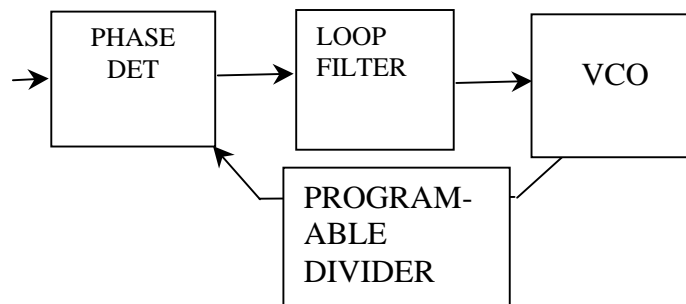 PHASE
DET
LOOP
FILTER
VCO
PROGRAM-
ABLE
DIVIDER